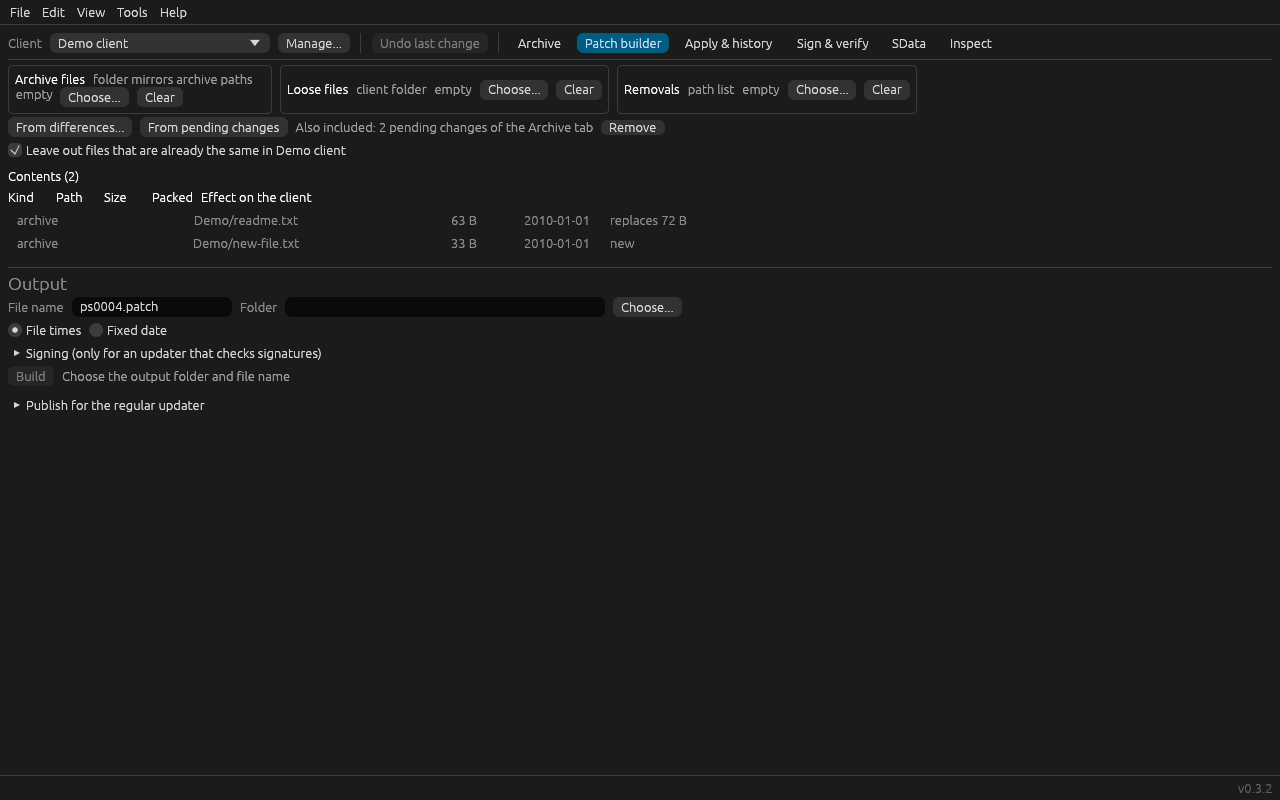 File Edit View Tools Help
Client Demo client Manage... Undo last change Archive Patch builder Apply & history Sign & verify SData Inspect
Archive files folder mirrors archive paths
empty Choose... Clear
Loose files client folder empty Choose... Clear
Removals path list empty Choose... Clear
From differences... From pending changes Also included: 2 pending changes of the Archive tab Remove
Leave out files that are already the same in Demo client
Contents (2)
Kind Path Size Packed Effect on the client
archive Demo/readme.txt 63 B 2010-01-01 replaces 72 B
archive Demo/new-file.txt 33 B 2010-01-01 new
Output
File name ps0004.patch Folder Choose...
File times Fixed date
Signing (only for an updater that checks signatures)
Build Choose the output folder and file name
Publish for the regular updater
v0.3.2